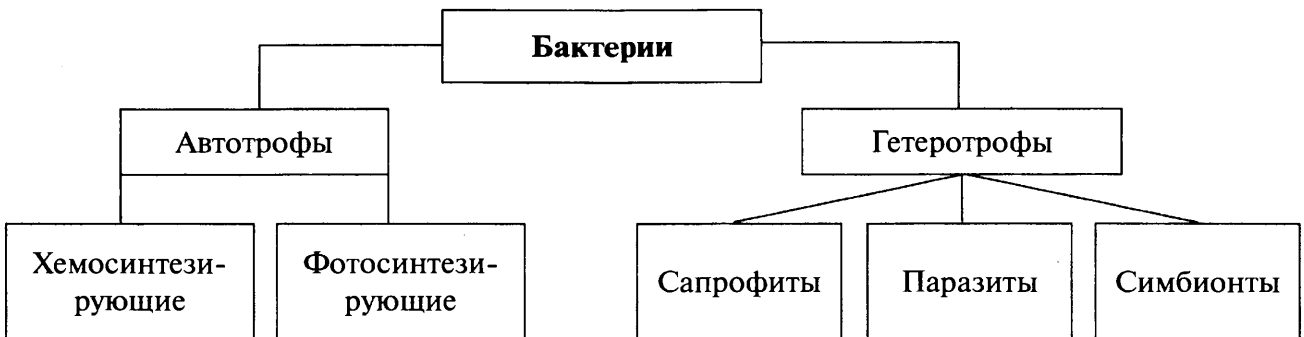 Бактерии
Автотрофы
Гетеротрофы
Хемосинтези-
рующие
Фотосинтези-
рующие
Сапрофиты
Паразиты
Симбионты